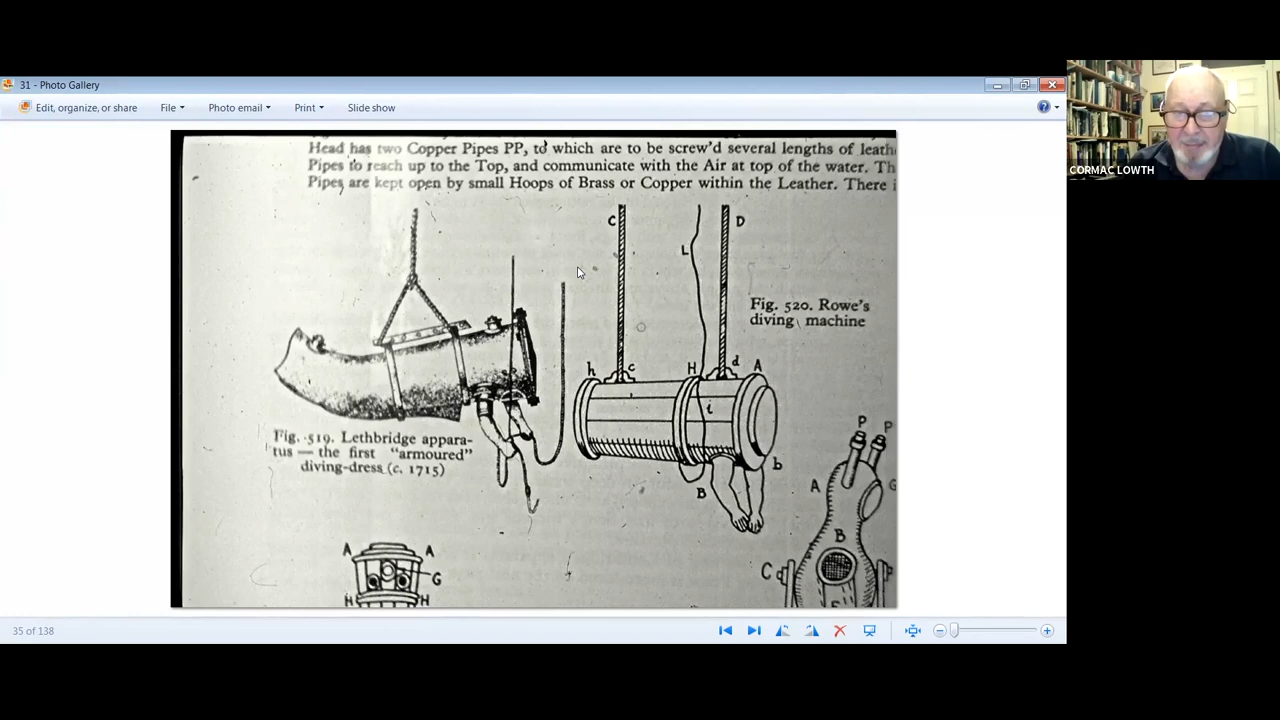 31 - Photo Gallery
Edit, organize, or share File Photo email Print Slide show
CORMAC LOWTH
Head has two Copper Pipes PP, to which are to be screw'd several lengths of leath
Pipes to reach up to the Top, and communicate with the Air at top of the water. Th
Pipes are kept open by small Hoops of Brass or Copper within the Leather. There i
C
D
L
Fig. 520. Rowe's
diving machine
h c H d A
i
Fig. 519. Lethbridge appara-
tus — the first "armoured"
diving-dress (c. 1715)
b
B
P P
A G
B
C
A A
G
H H
35 of 138